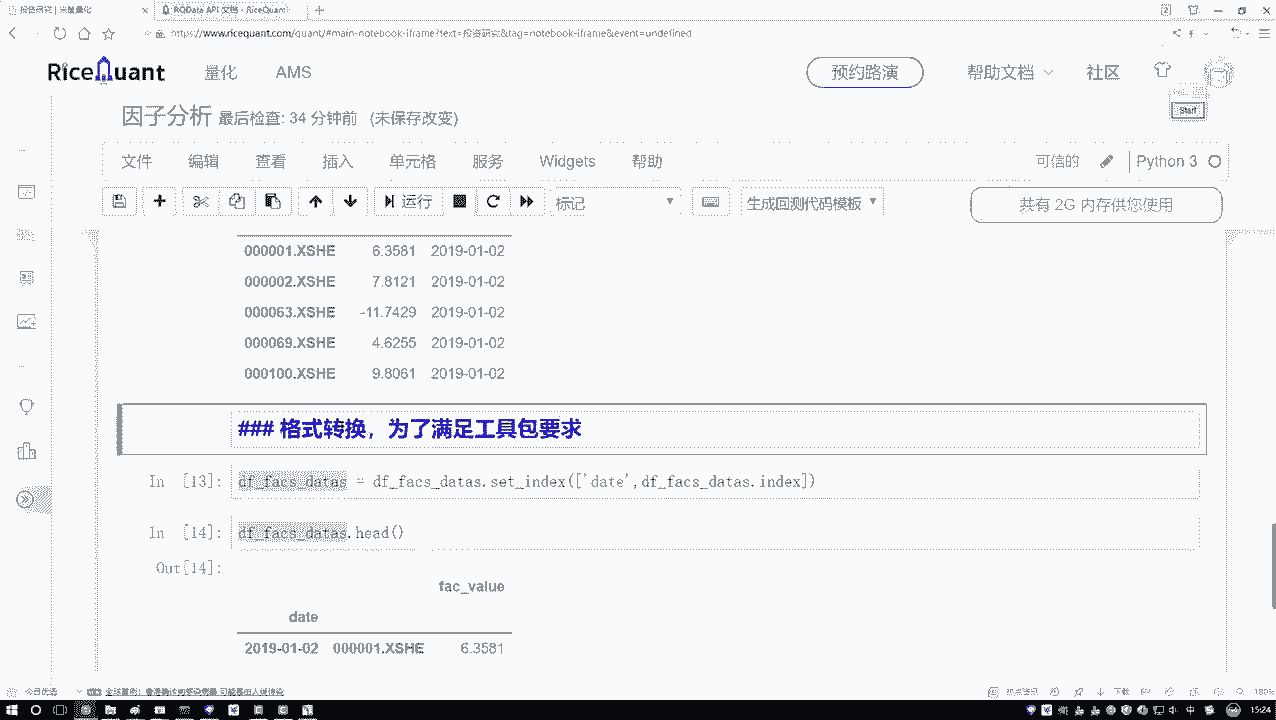 RQData API 文档 - RiceQuant
https://www.ricequant.com/quant/#main-notebook-iframe?text=投资研究&tag=notebook-iframe&event=undefined
RiceQuant 量化 AMS 预约路演 帮助文档 社区
Start
因子分析 最后检查: 34 分钟前 (未保存改变)
文件 编辑 查看 插入 单元格 服务 Widgets 帮助 可信的 Python 3
运行 标记 生成回测代码模板 共有 2G 内存供您使用
000001.XSHE 6.3581 2019-01-02
000002.XSHE 7.8121 2019-01-02
000063.XSHE -11.7429 2019-01-02
000069.XSHE 4.6255 2019-01-02
000100.XSHE 9.8061 2019-01-02
### 格式转换，为了满足工具包要求
In [13]: df_facs_datas = df_facs_datas.set_index(['date',df_facs_datas.index])
In [14]: df_facs_datas.head()
Out[14]:
fac_value
date
2019-01-02 000001.XSHE 6.3581
今日优选
下载 180%
中 15:24